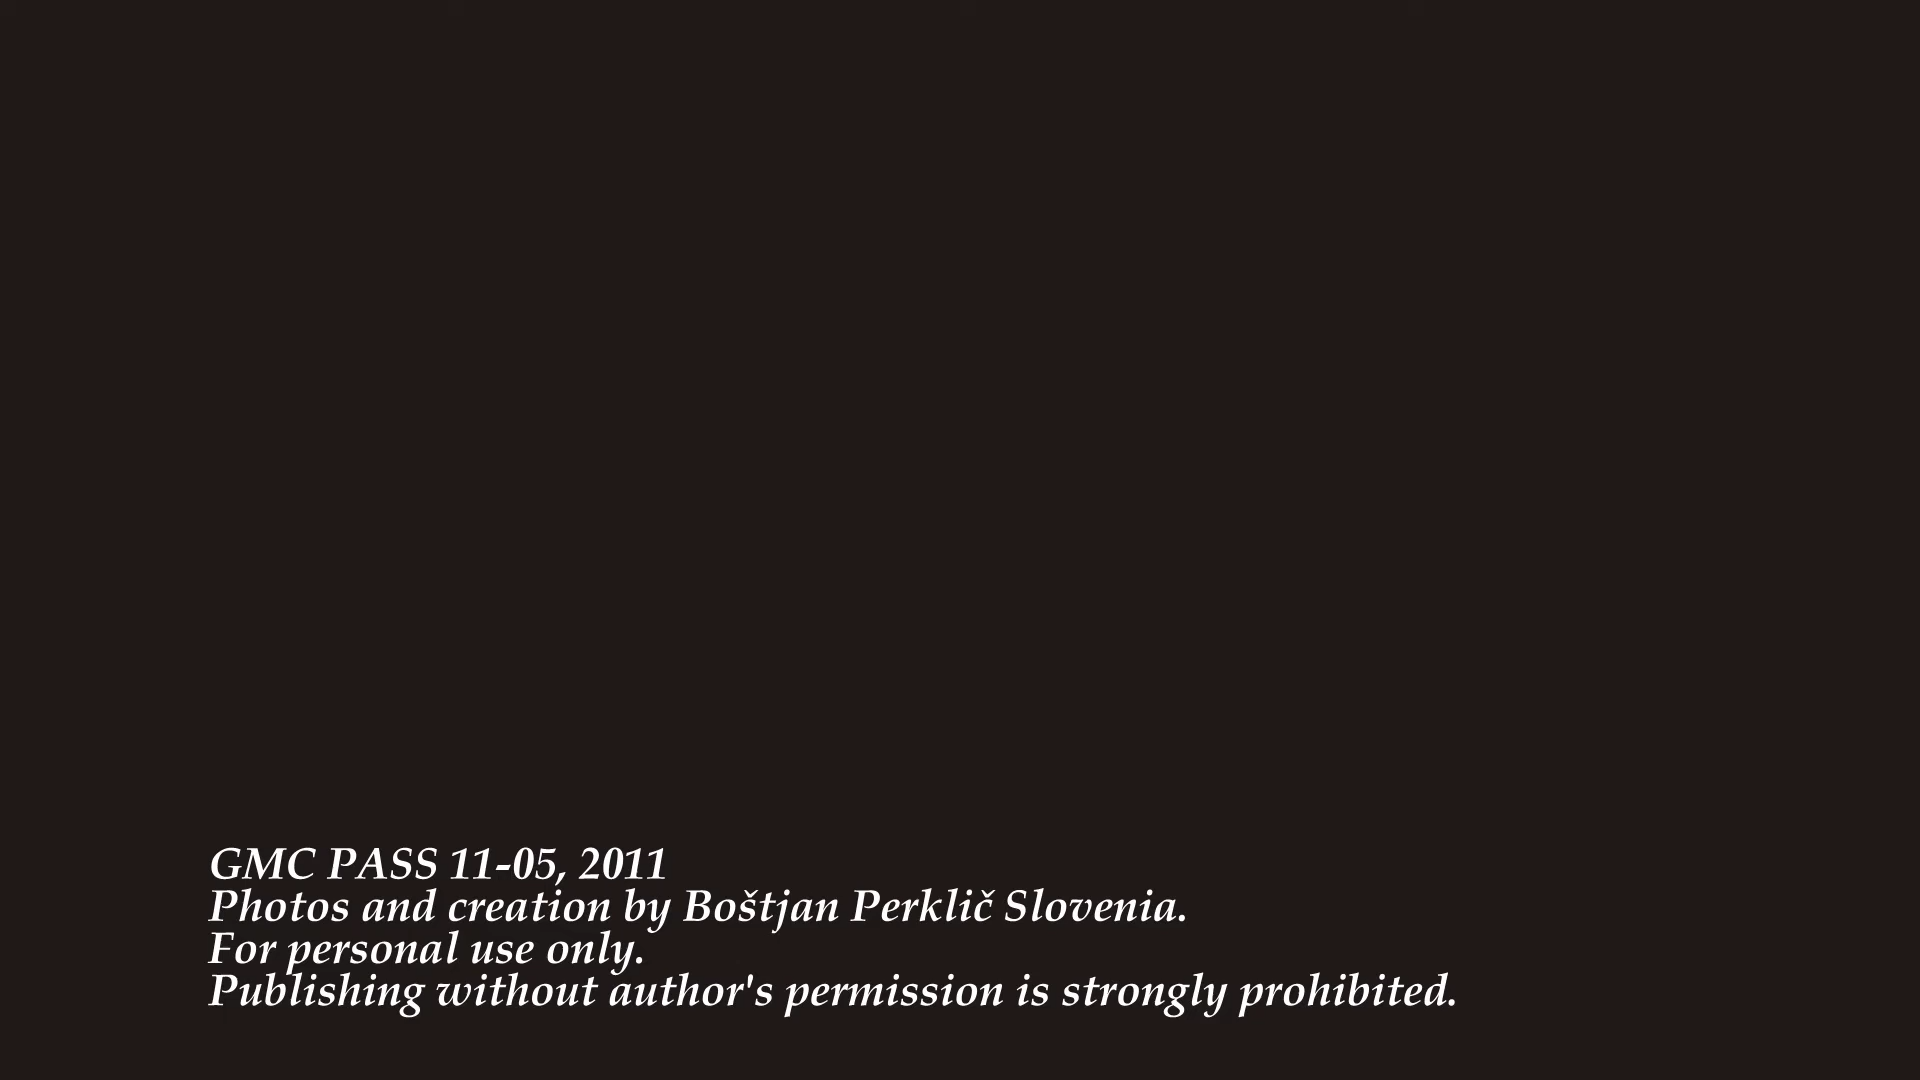 GMC PASS 11-05, 2011
Photos and creation by Boštjan Perklič Slovenia.
For personal use only.
Publishing without author's permission is strongly prohibited.